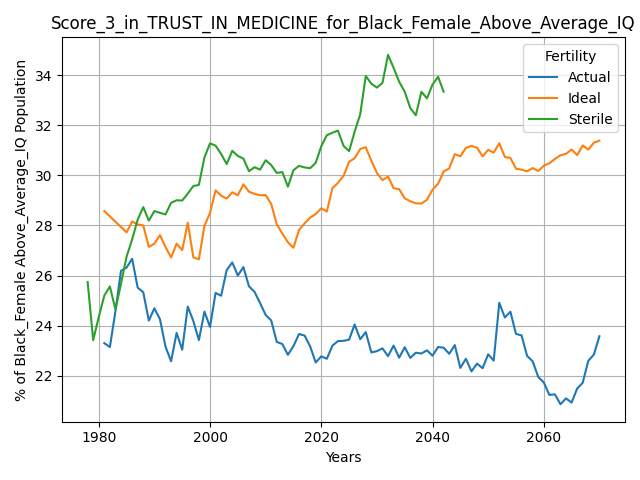 Score_3_in_TRUST_IN_MEDICINE_for_Black_Female_Above_Average_IQ
Fertility
Actual
Ideal
Sterile
% of Black_Female Above_Average_IQ Population
34
32
30
28
26
24
22
1980
2000
2020
2040
2060
Years